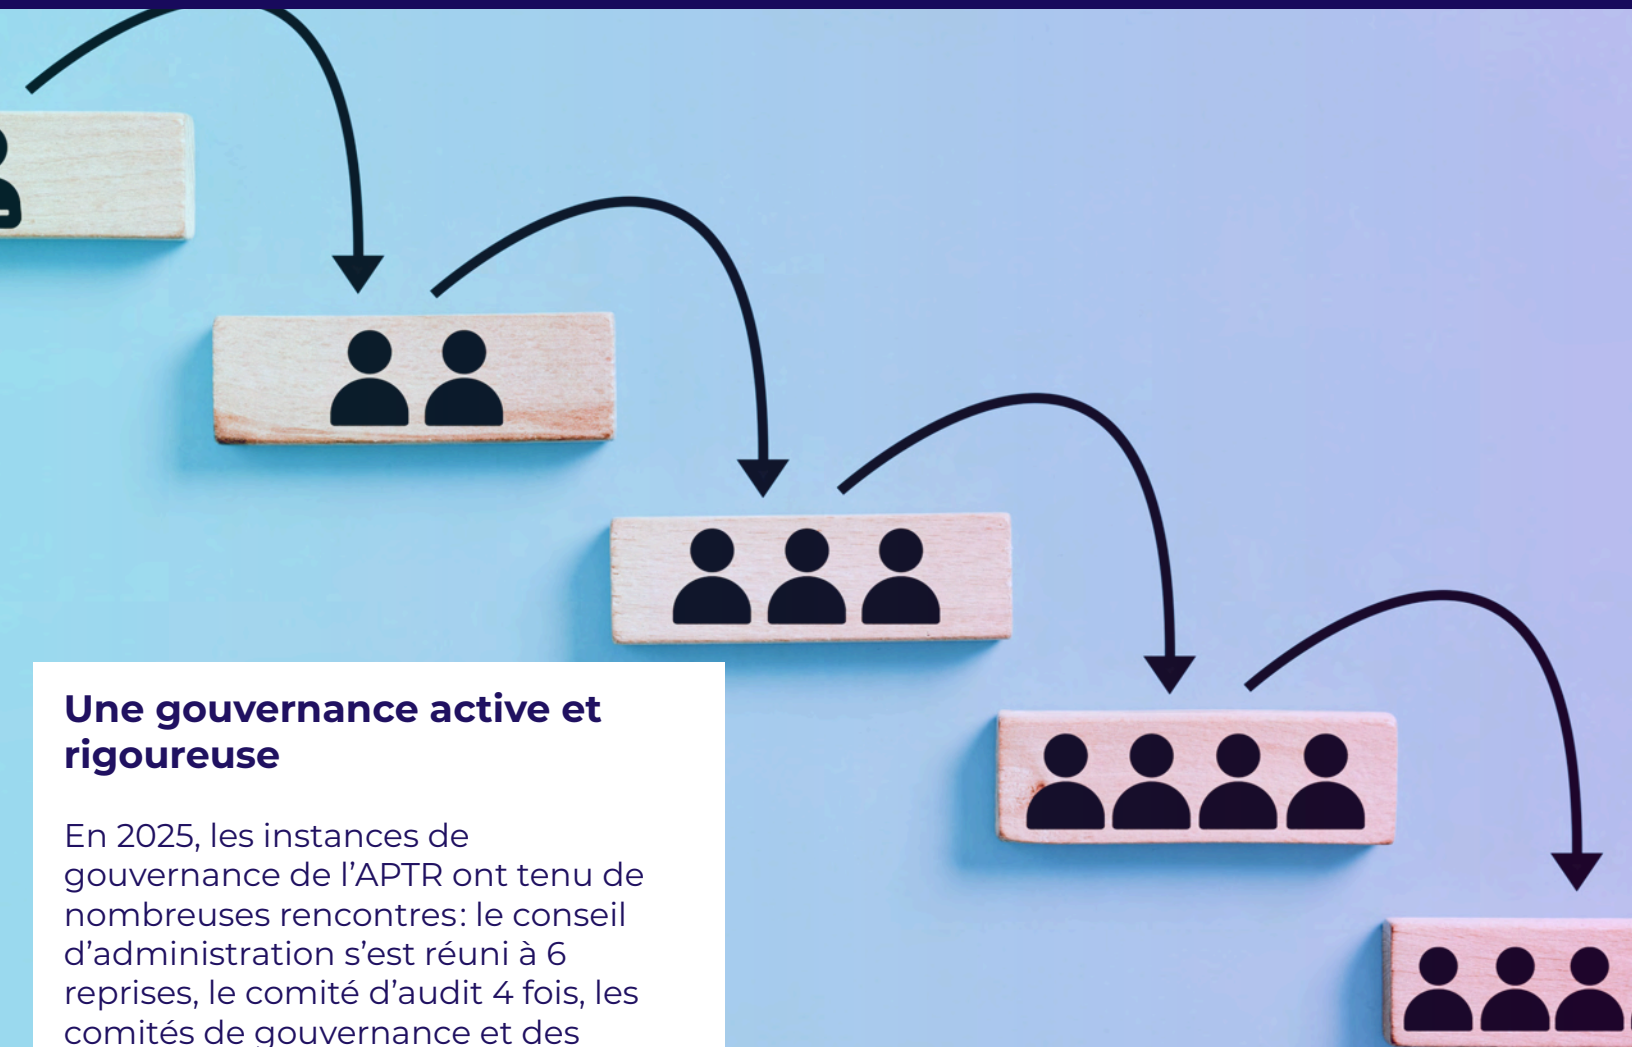 Une gouvernance active et
rigoureuse
En 2025, les instances de
gouvernance de l’APTR ont tenu de
nombreuses rencontres: le conseil
d’administration s’est réuni à 6
reprises, le comité d’audit 4 fois, les
comités de gouvernance et des